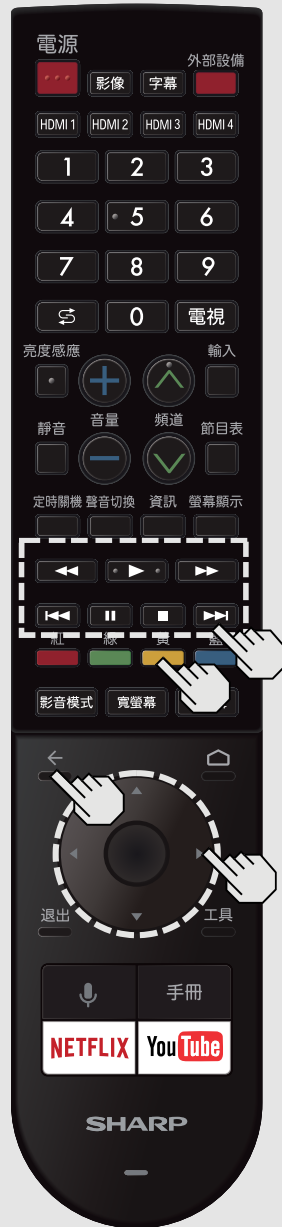 電源
外部設備
影像 字幕
HDMI 1 HDMI 2 HDMI 3 HDMI 4
1 2 3
4 5 6
7 8 9
0 電視
亮度感應 輸入
音量 頻道
靜音 節目表
定時關機 聲音切換 資訊 螢幕顯示
紅 綠 黃 藍
影音模式 寬螢幕
退出 工具
手冊
NETFLIX YouTube
SHARP